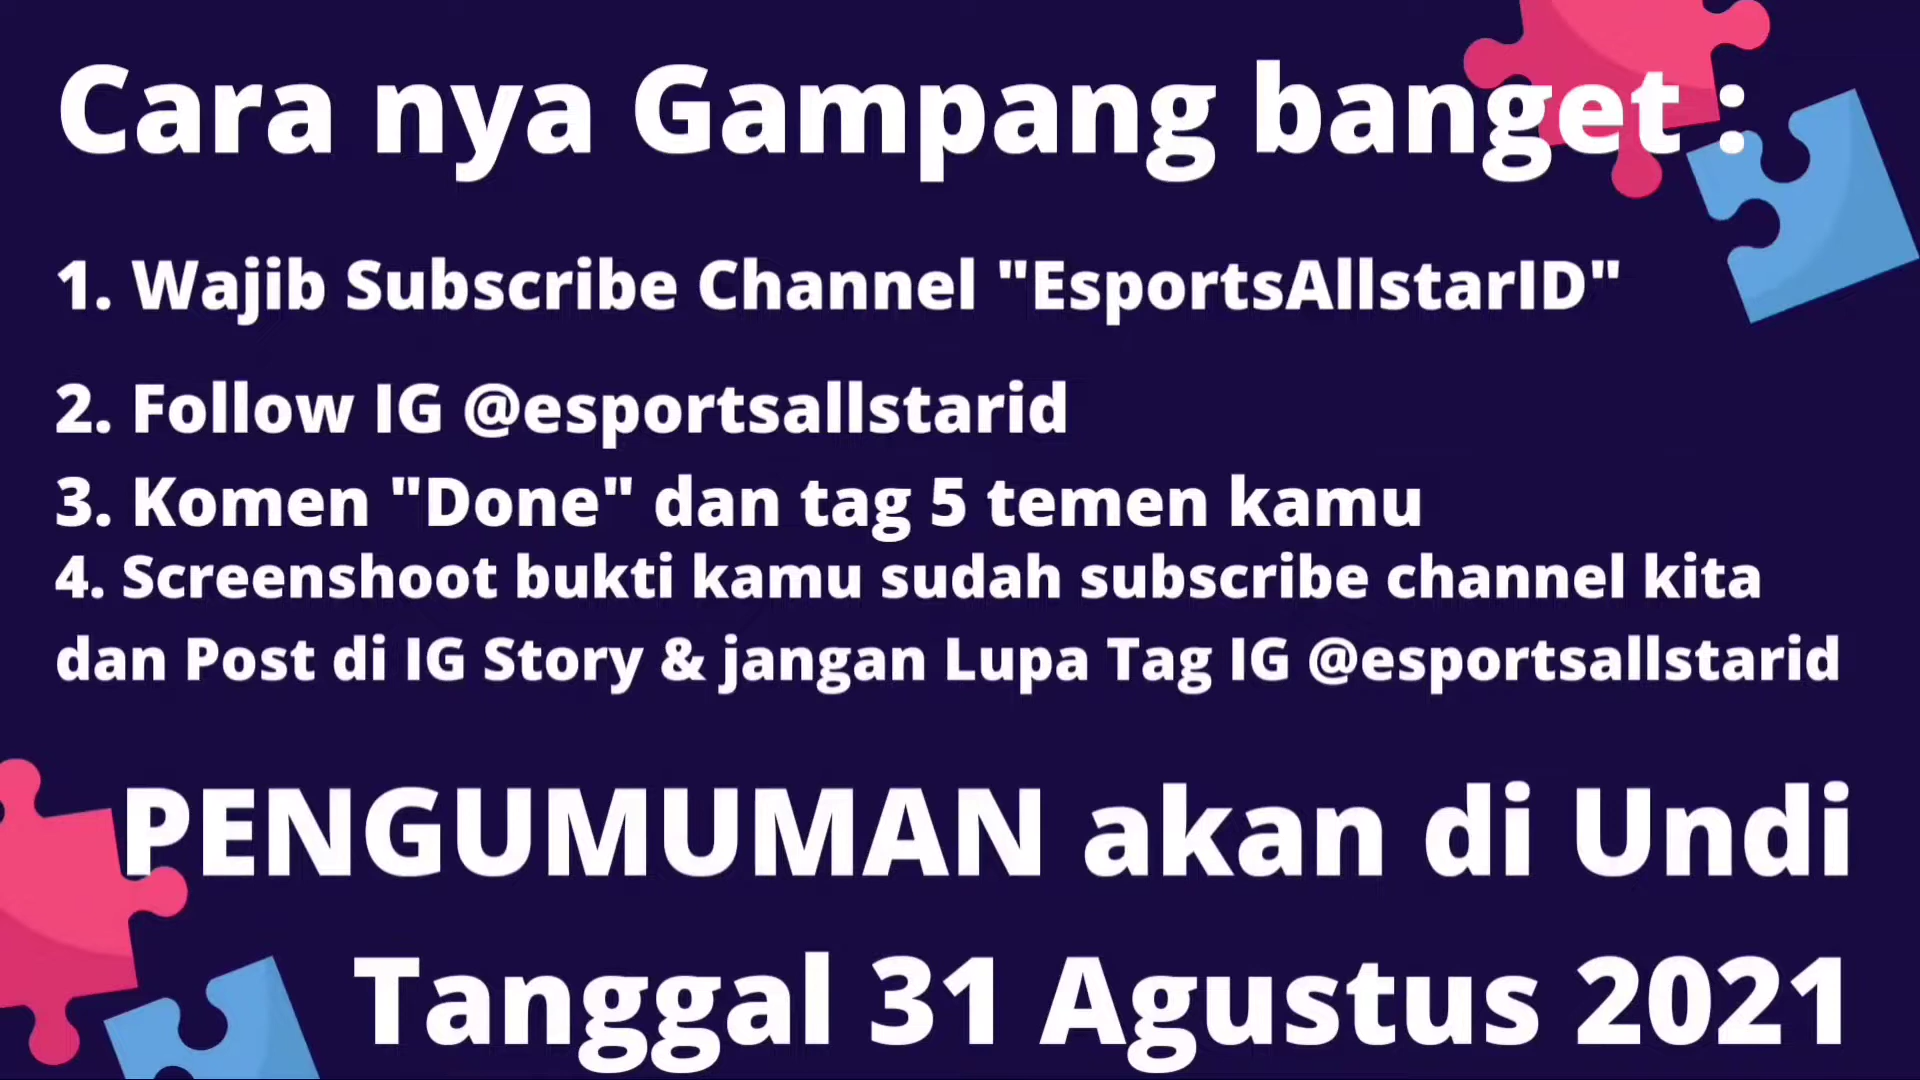 Cara nya Gampang banget :
1. Wajib Subscribe Channel "EsportsAllstarID"
2. Follow IG @esportsallstarid
3. Komen "Done" dan tag 5 temen kamu
4. Screenshoot bukti kamu sudah subscribe channel kita
dan Post di IG Story & jangan Lupa Tag IG @esportsallstarid
PENGUMUMAN akan di Undi
Tanggal 31 Agustus 2021